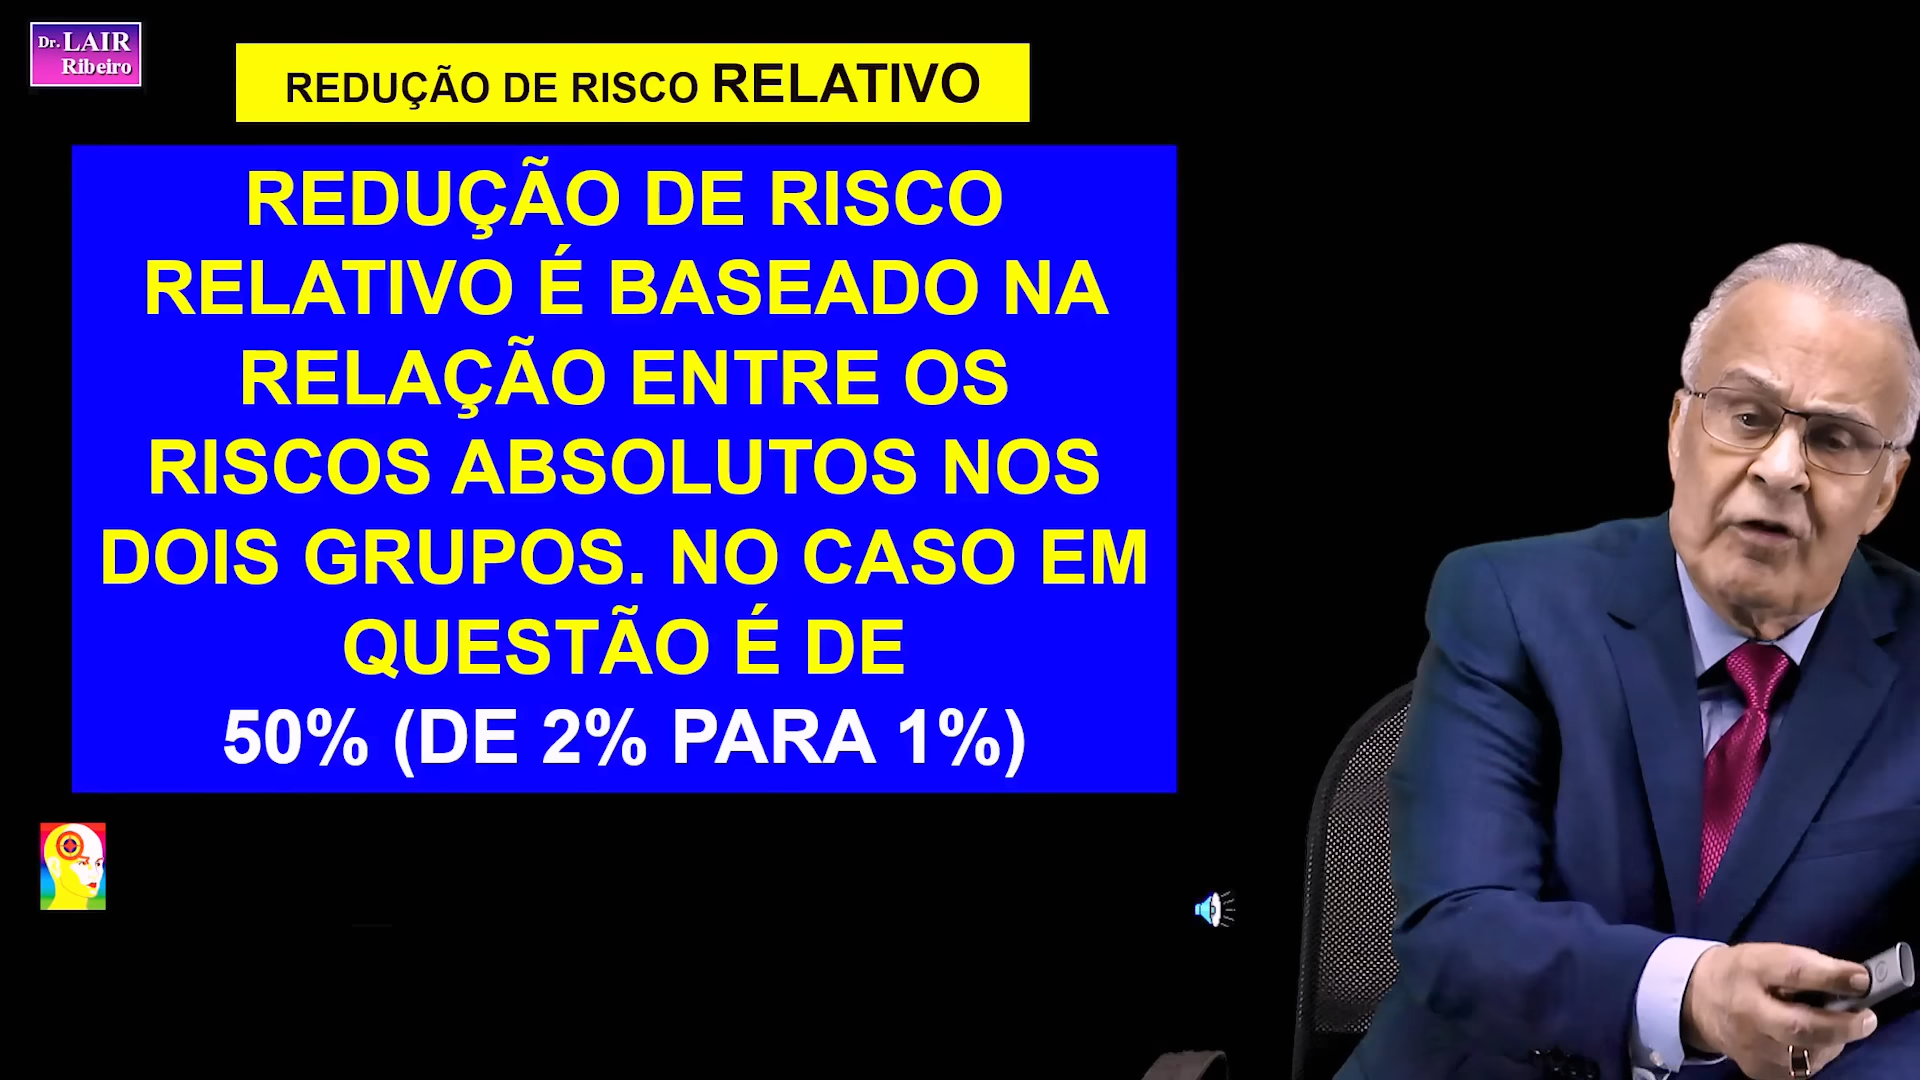 Dr. LAIR
Ribeiro
REDUÇÃO DE RISCO RELATIVO
REDUÇÃO DE RISCO
RELATIVO É BASEADO NA
RELAÇÃO ENTRE OS
RISCOS ABSOLUTOS NOS
DOIS GRUPOS. NO CASO EM
QUESTÃO É DE
50% (DE 2% PARA 1%)